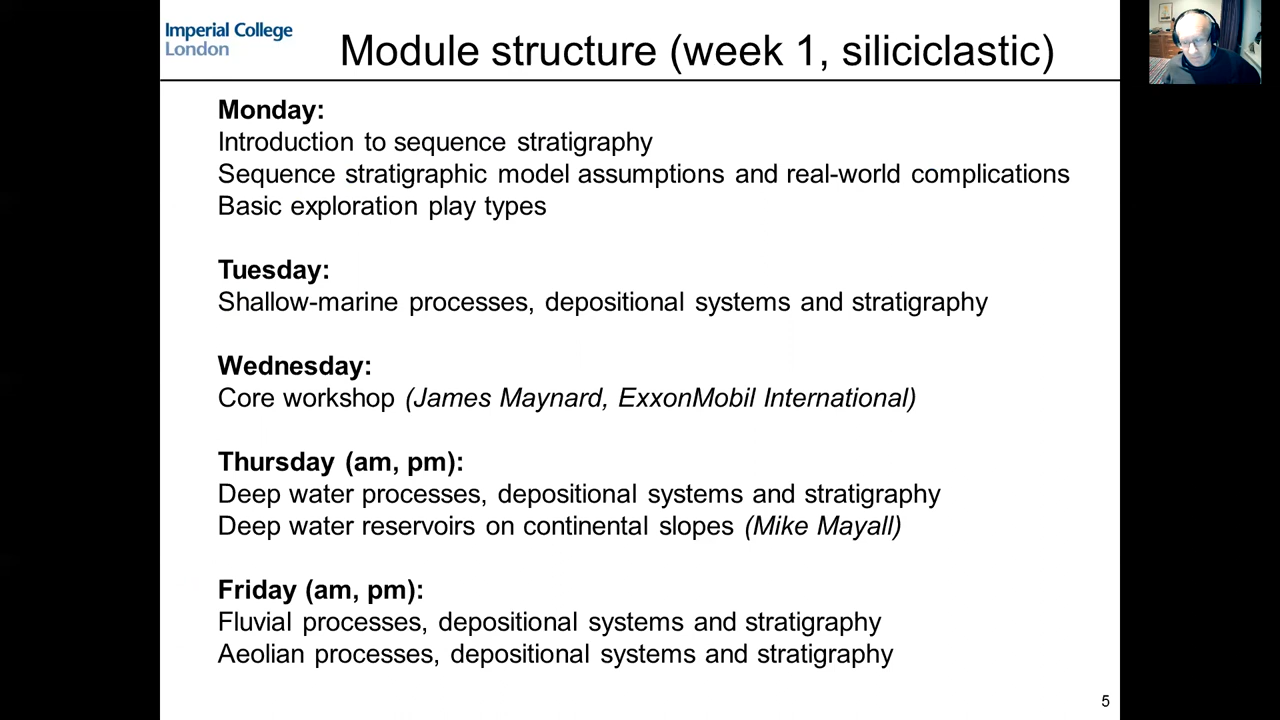 Imperial College
London
Module structure (week 1, siliciclastic)
Monday:
Introduction to sequence stratigraphy
Sequence stratigraphic model assumptions and real-world complications
Basic exploration play types
Tuesday:
Shallow-marine processes, depositional systems and stratigraphy
Wednesday:
Core workshop (James Maynard, ExxonMobil International)
Thursday (am, pm):
Deep water processes, depositional systems and stratigraphy
Deep water reservoirs on continental slopes (Mike Mayall)
Friday (am, pm):
Fluvial processes, depositional systems and stratigraphy
Aeolian processes, depositional systems and stratigraphy
5